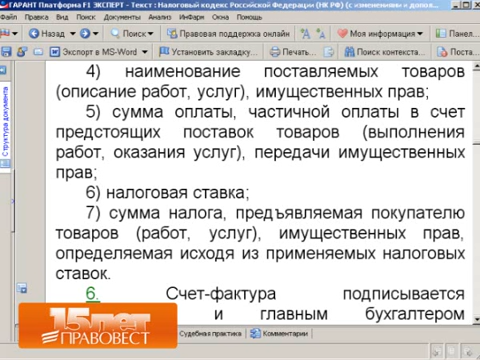 ГАРАНТ Платформа F1 ЭКСПЕРТ - Текст : Налоговый кодекс Российской Федерации (НК РФ) (с изменениями и допол
Файл Правка Вид Поиск Документы Анализ ИнфАрм Окна Помощь
Назад Поиск Правовая поддержка онлайн Моя информация
Экспорт в MS-Word Установить закладку... Печать... Поиск контекста... Поста
Структура документа
4) наименование поставляемых товаров
(описание работ, услуг), имущественных прав;
5) сумма оплаты, частичной оплаты в счет
предстоящих поставок товаров (выполнения
работ, оказания услуг), передачи имущественных
прав;
6) налоговая ставка;
7) сумма налога, предъявляемая покупателю
товаров (работ, услуг), имущественных прав,
определяемая исходя из применяемых налоговых
ставок.
6. Счет-фактура подписывается
и главным бухгалтером
15 лет
ПРАВОВЕСТ
Судебная практика Комментарии